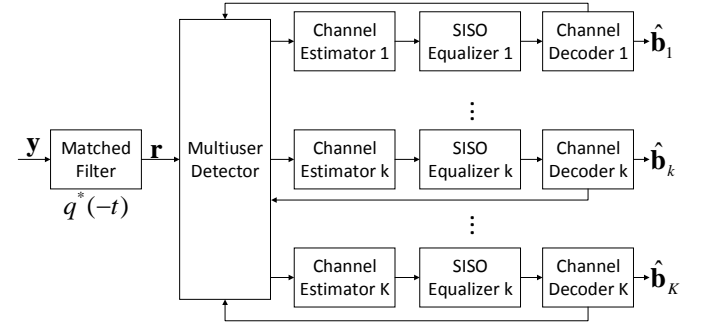 Channel
Estimator 1
SISO
Equalizer 1
Channel
Decoder 1
b̂₁
⋮
y
Matched
Filter
q*(−t)
r
Multiuser
Detector
Channel
Estimator k
SISO
Equalizer k
Channel
Decoder k
b̂ₖ
⋮
Channel
Estimator K
SISO
Equalizer k
Channel
Decoder K
b̂_K